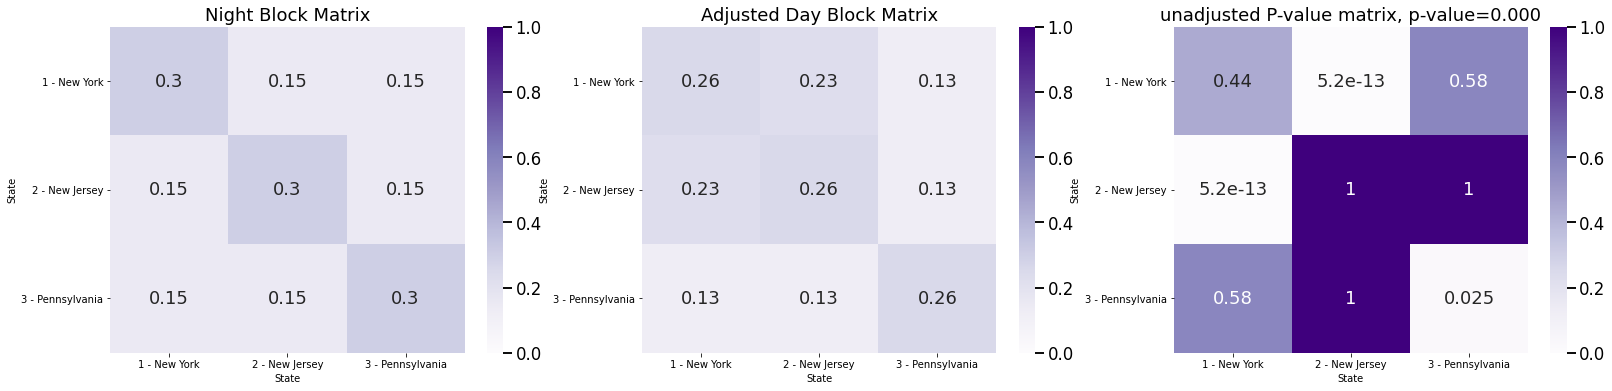 Night Block Matrix
1 - New York
0.3 0.15 0.15
2 - New Jersey
0.15 0.3 0.15
3 - Pennsylvania
0.15 0.15 0.3
1 - New York 2 - New Jersey 3 - Pennsylvania
State
State
1.0
0.8
0.6
0.4
0.2
0.0
Adjusted Day Block Matrix
1 - New York
0.26 0.23 0.13
2 - New Jersey
0.23 0.26 0.13
3 - Pennsylvania
0.13 0.13 0.26
1 - New York 2 - New Jersey 3 - Pennsylvania
State
State
1.0
0.8
0.6
0.4
0.2
0.0
unadjusted P-value matrix, p-value=0.000
1 - New York
0.44 5.2e-13 0.58
2 - New Jersey
5.2e-13 1 1
3 - Pennsylvania
0.58 1 0.025
1 - New York 2 - New Jersey 3 - Pennsylvania
State
State
1.0
0.8
0.6
0.4
0.2
0.0